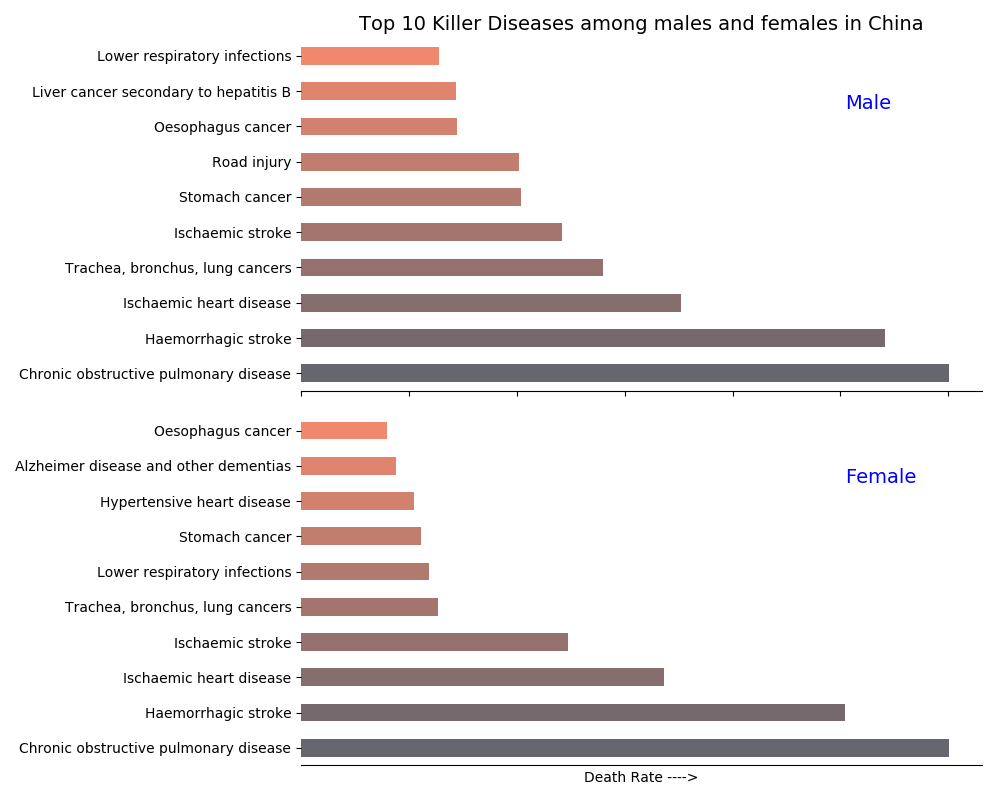 Top 10 Killer Diseases among males and females in China
Lower respiratory infections
Liver cancer secondary to hepatitis B
Male
Oesophagus cancer
Road injury
Stomach cancer
Ischaemic stroke
Trachea, bronchus, lung cancers
Ischaemic heart disease
Haemorrhagic stroke
Chronic obstructive pulmonary disease
Oesophagus cancer
Alzheimer disease and other dementias
Female
Hypertensive heart disease
Stomach cancer
Lower respiratory infections
Trachea, bronchus, lung cancers
Ischaemic stroke
Ischaemic heart disease
Haemorrhagic stroke
Chronic obstructive pulmonary disease
Death Rate ---->